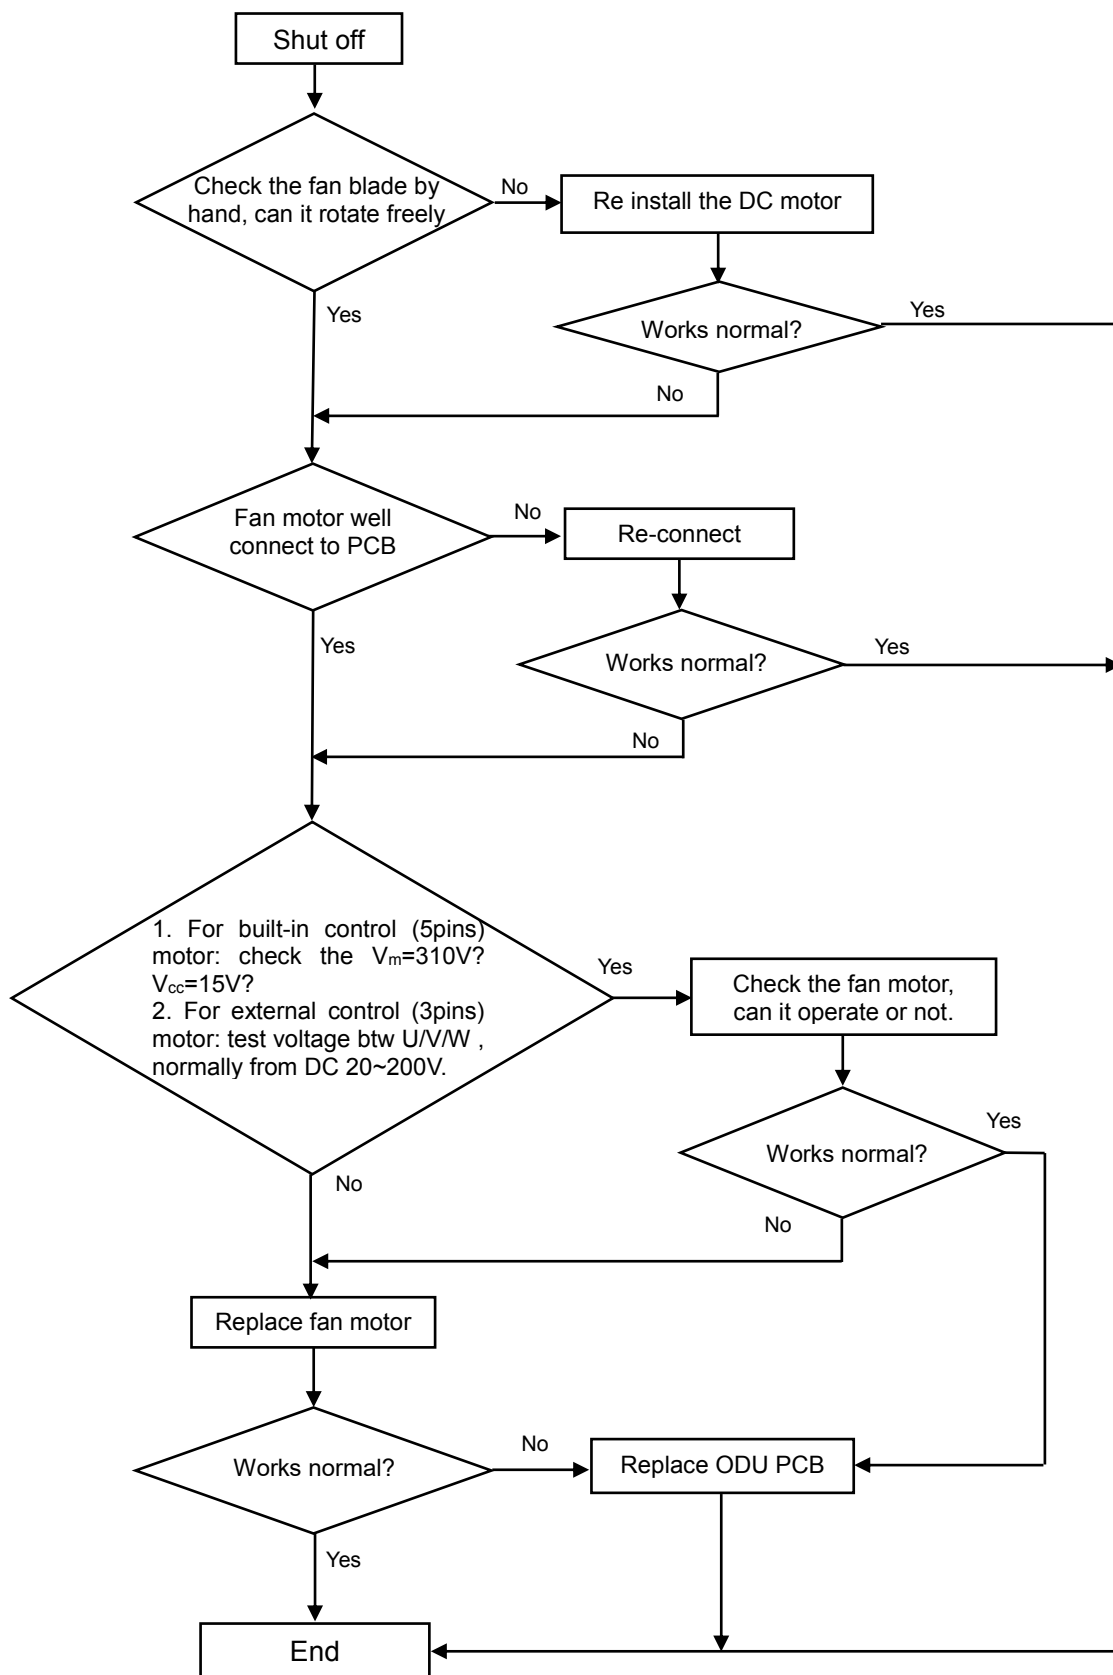 Shut off
Check the fan blade by
hand, can it rotate freely
No
Re install the DC motor
Yes
Works normal?
Yes
No
Fan motor well
connect to PCB
No
Re-connect
Yes
Works normal?
Yes
No
1. For built-in control (5pins)
motor: check the Vm=310V?
Vcc=15V?
2. For external control (3pins)
motor: test voltage btw U/V/W ,
normally from DC 20~200V.
Yes
Check the fan motor,
can it operate or not.
No
Works normal?
Yes
No
Replace fan motor
Works normal?
No
Replace ODU PCB
Yes
End